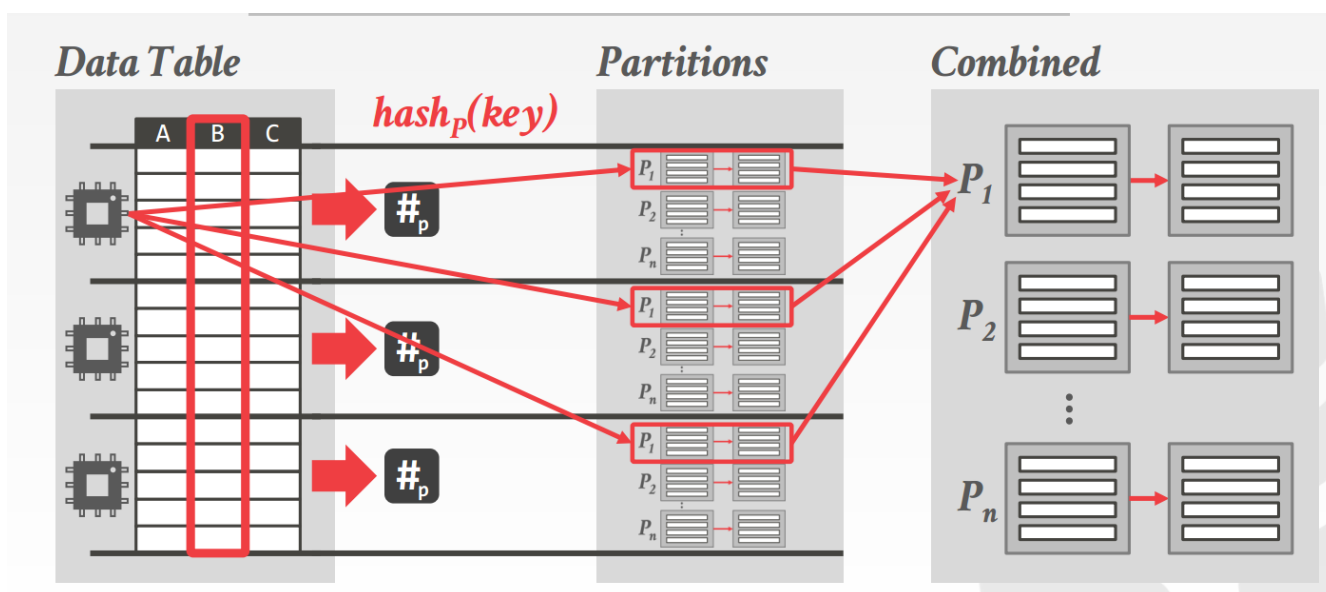 Data Table
Partitions
Combined
hashP(key)
A B C
#p
P1
P2
⋮
Pn
#p
P1
P2
⋮
Pn
#p
P1
P2
⋮
Pn
P1
P2
⋮
Pn